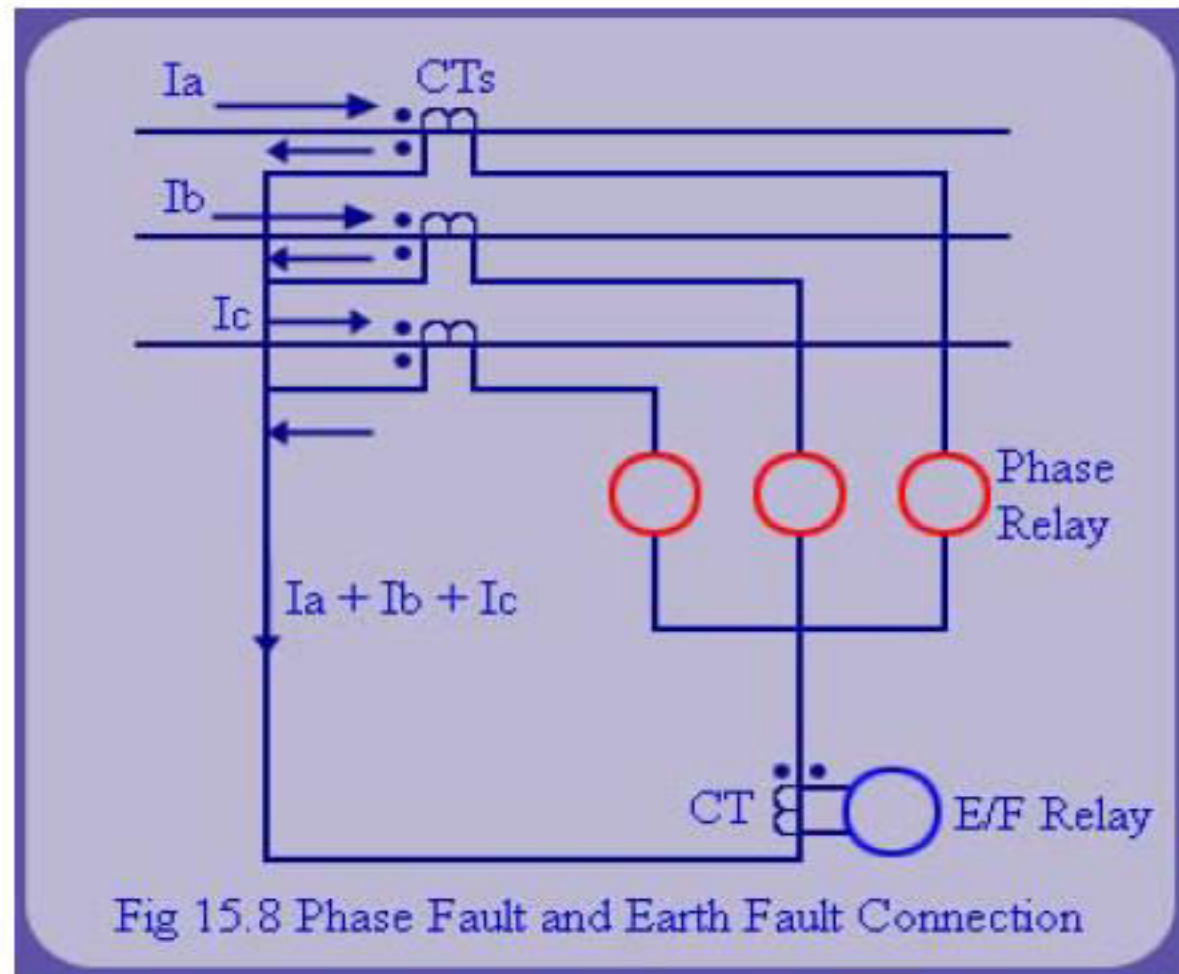 Ia
CTs
Ib
Ic
Phase
Relay
Ia + Ib + Ic
CT
E/F Relay
Fig 15.8 Phase Fault and Earth Fault Connection